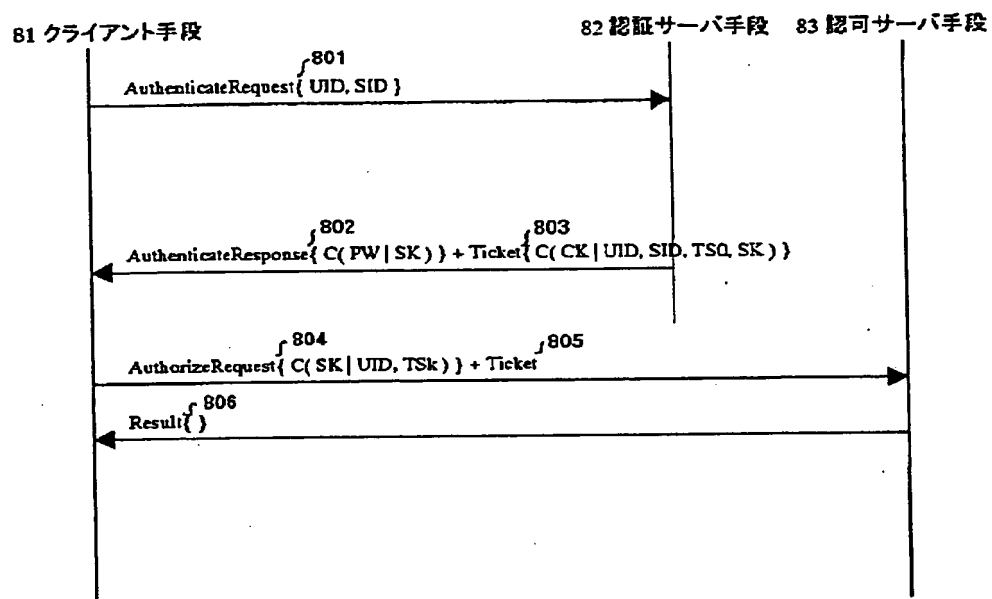 81 クライアント手段
82 認証サーバ手段
83 認可サーバ手段
801
AuthenticateRequest{ UID, SID }
802
803
AuthenticateResponse{ C( PW | SK ) } + Ticket{ C( CK | UID, SID, TS0, SK ) }
804
805
AuthorizeRequest{ C( SK | UID, TSk ) } + Ticket
806
Result{ }